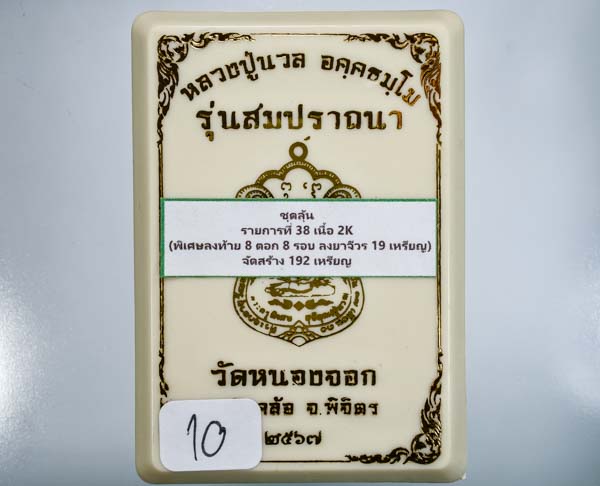 หลวงปู่นวล อคฺคธมฺโม
รุ่นสมปรารถนา
ชุดลุ้น
รายการที่ 38 เนื้อ 2K
(พิเศษลงท้าย 8 ตอก 8 รอบ ลงยาจีวร 19 เหรียญ)
จัดสร้าง 192 เหรียญ
วัดหนองจอก
จ.พิจิตร
๒๕๖๗
10